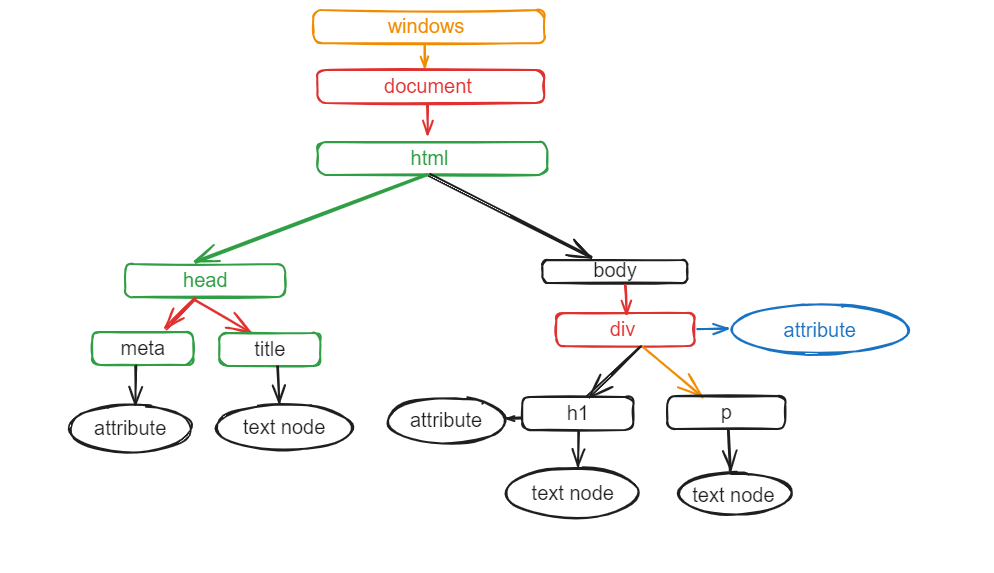 windows
document
html
head
body
meta
title
div
attribute
attribute
text node
attribute
h1
p
text node
text node